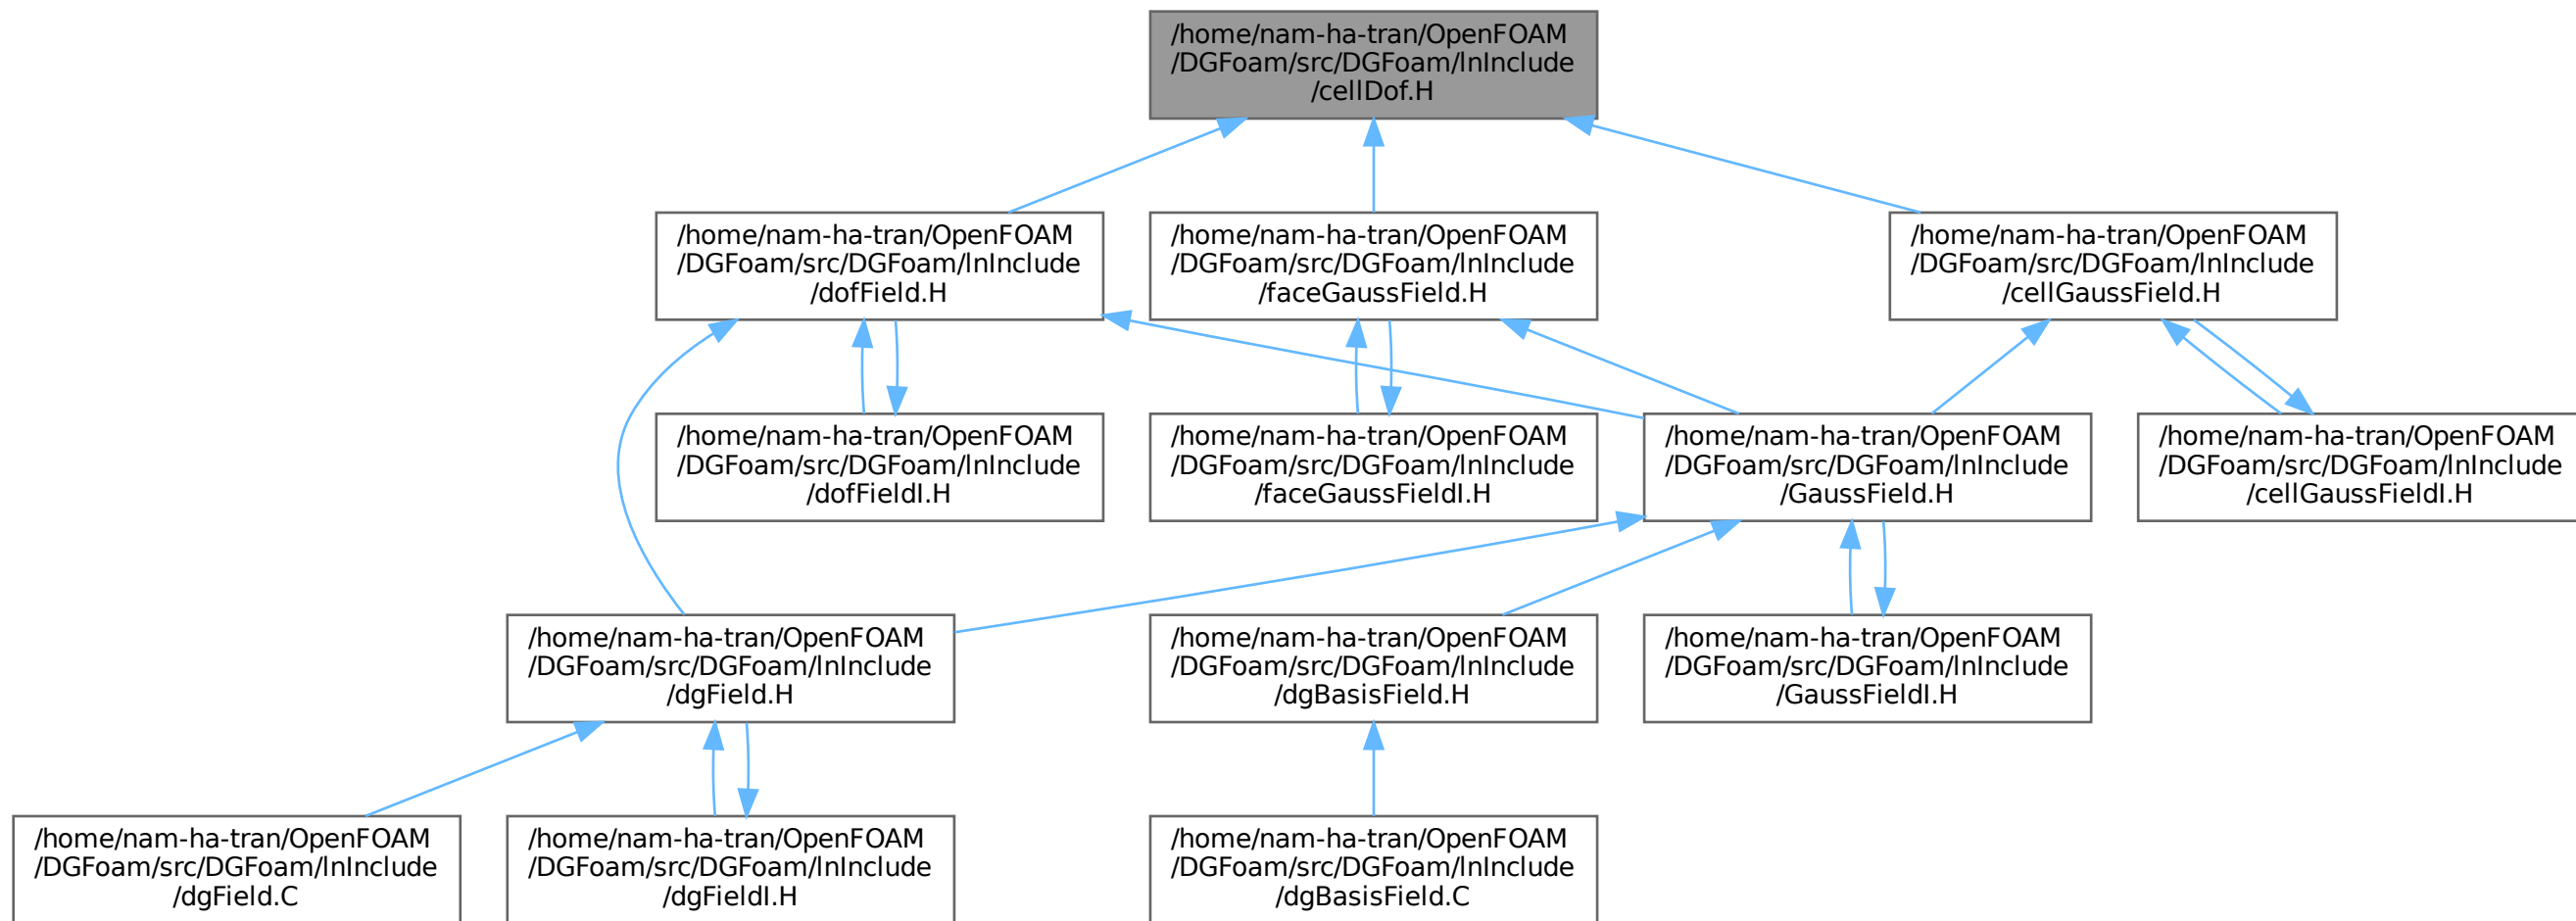 /home/nam-ha-tran/OpenFOAM
/DGFoam/src/DGFoam/lnInclude
/cellDof.H
/home/nam-ha-tran/OpenFOAM
/DGFoam/src/DGFoam/lnInclude
/dofField.H
/home/nam-ha-tran/OpenFOAM
/DGFoam/src/DGFoam/lnInclude
/faceGaussField.H
/home/nam-ha-tran/OpenFOAM
/DGFoam/src/DGFoam/lnInclude
/cellGaussField.H
/home/nam-ha-tran/OpenFOAM
/DGFoam/src/DGFoam/lnInclude
/dofFieldI.H
/home/nam-ha-tran/OpenFOAM
/DGFoam/src/DGFoam/lnInclude
/faceGaussFieldI.H
/home/nam-ha-tran/OpenFOAM
/DGFoam/src/DGFoam/lnInclude
/GaussField.H
/home/nam-ha-tran/OpenFOAM
/DGFoam/src/DGFoam/lnInclude
/cellGaussFieldI.H
/home/nam-ha-tran/OpenFOAM
/DGFoam/src/DGFoam/lnInclude
/dgField.H
/home/nam-ha-tran/OpenFOAM
/DGFoam/src/DGFoam/lnInclude
/dgBasisField.H
/home/nam-ha-tran/OpenFOAM
/DGFoam/src/DGFoam/lnInclude
/GaussFieldI.H
/home/nam-ha-tran/OpenFOAM
/DGFoam/src/DGFoam/lnInclude
/dgField.C
/home/nam-ha-tran/OpenFOAM
/DGFoam/src/DGFoam/lnInclude
/dgFieldI.H
/home/nam-ha-tran/OpenFOAM
/DGFoam/src/DGFoam/lnInclude
/dgBasisField.C